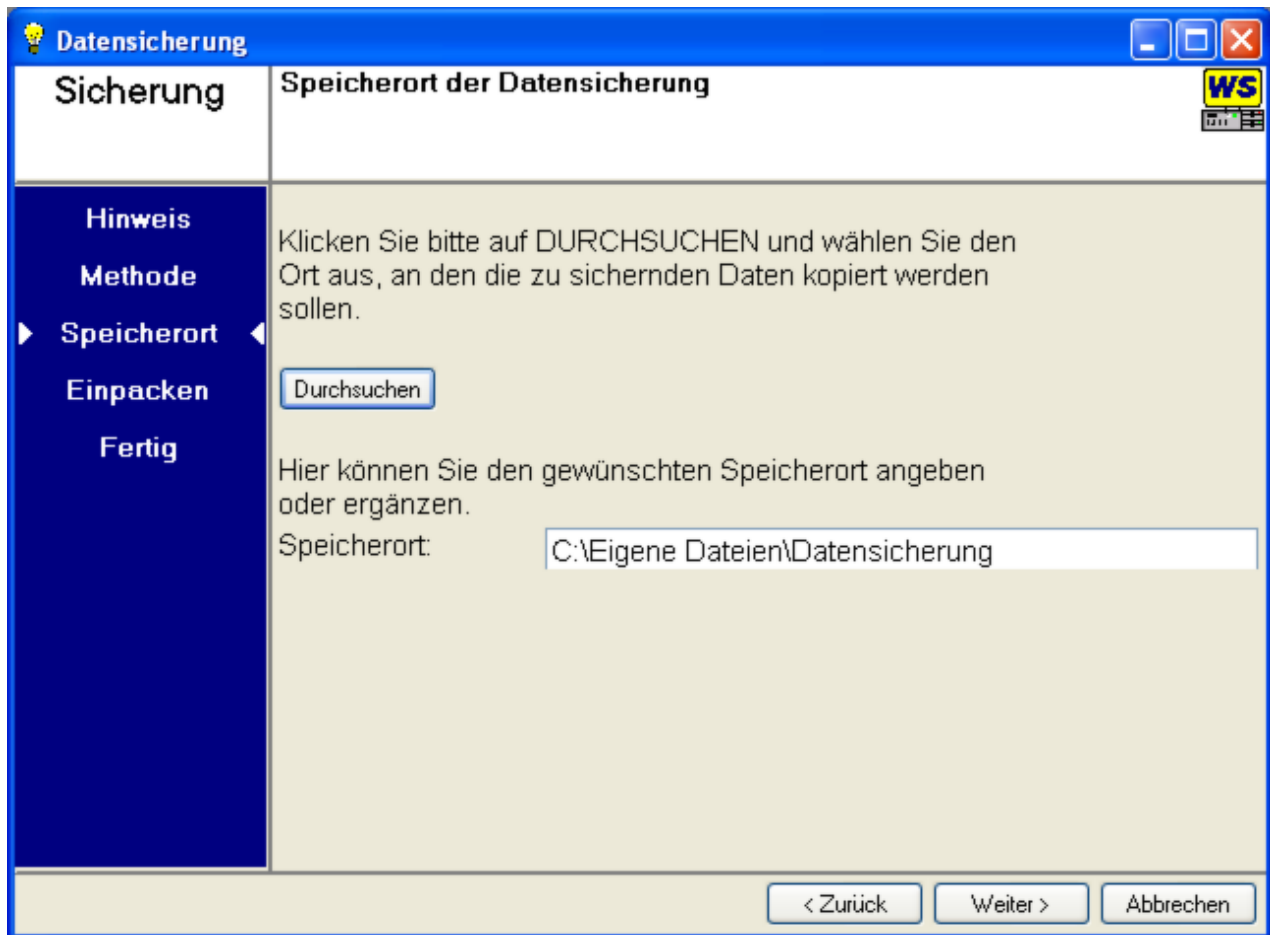 Datensicherung
Sicherung
Speicherort der Datensicherung
WS
Hinweis
Methode
Speicherort
Einpacken
Fertig
Klicken Sie bitte auf DURCHSUCHEN und wählen Sie den
Ort aus, an den die zu sichernden Daten kopiert werden
sollen.
Durchsuchen
Hier können Sie den gewünschten Speicherort angeben
oder ergänzen.
Speicherort: C:\Eigene Dateien\Datensicherung
< Zurück Weiter > Abbrechen